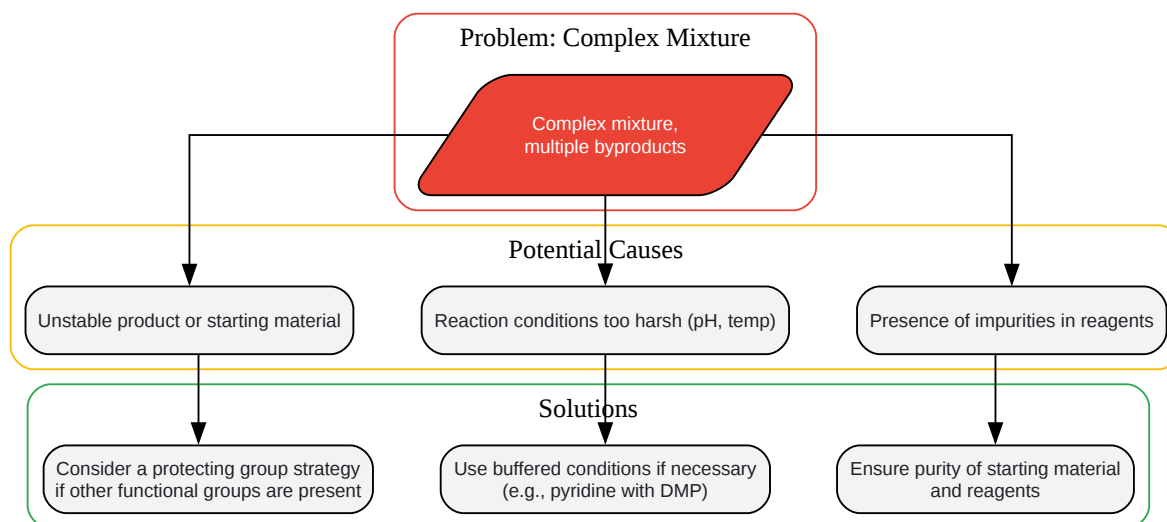 Problem: Complex Mixture
Complex mixture,
multiple byproducts
Potential Causes
Unstable product or starting material
Reaction conditions too harsh (pH, temp)
Presence of impurities in reagents
Solutions
Consider a protecting group strategy
if other functional groups are present
Use buffered conditions if necessary
(e.g., pyridine with DMP)
Ensure purity of starting material
and reagents